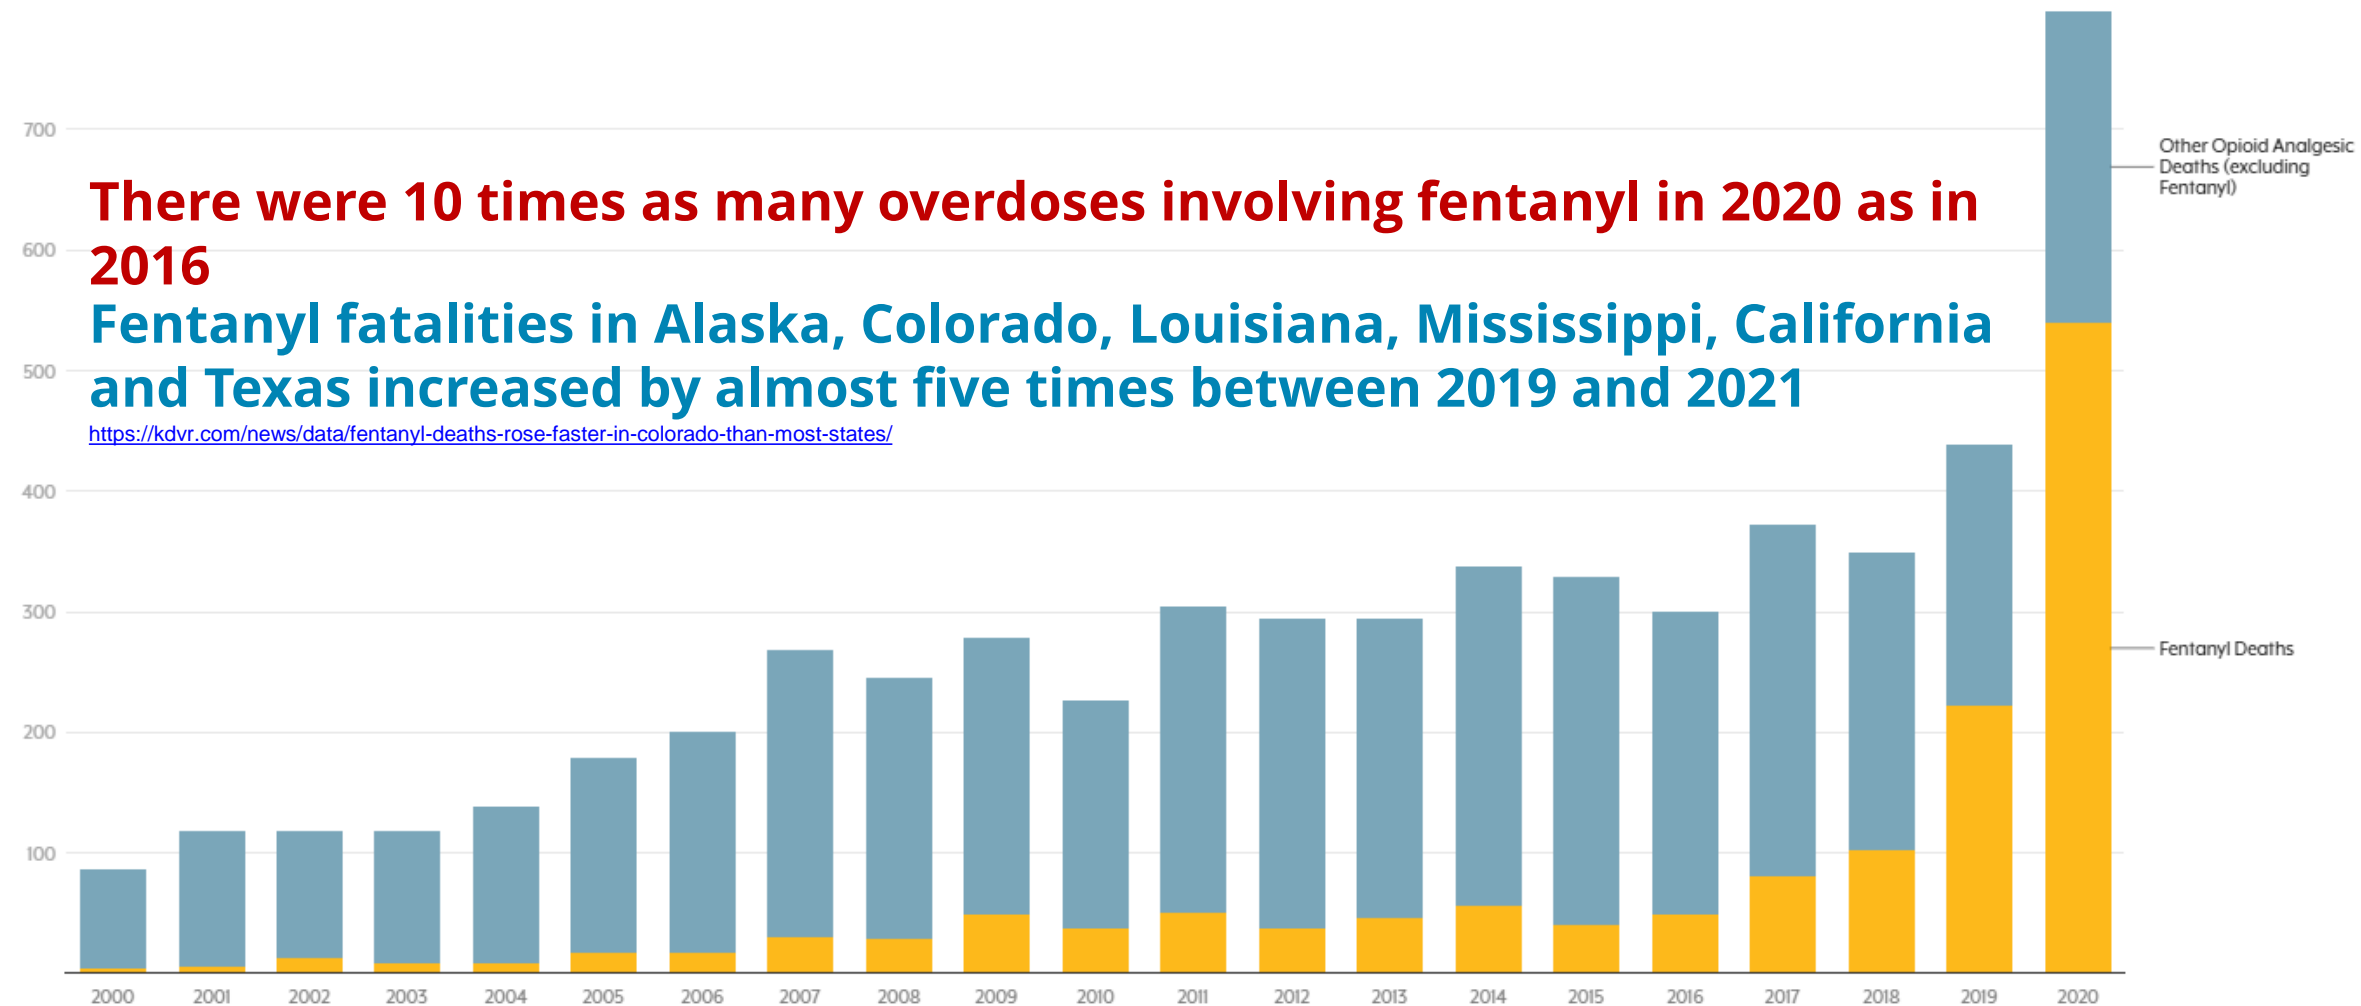 700
Other Opioid Analgesic
Deaths (excluding
Fentanyl)
There were 10 times as many overdoses involving fentanyl in 2020 as in
2016
600
Fentanyl fatalities in Alaska, Colorado, Louisiana, Mississippi, California
500
and Texas increased by almost five times between 2019 and 2021
https://kdvr.com/news/data/fentanyl-deaths-rose-faster-in-colorado-than-most-states/
400
300
Fentanyl Deaths
200
100
2000 2001 2002 2003 2004 2005 2006 2007 2008 2009 2010 2011 2012 2013 2014 2015 2016 2017 2018 2019 2020